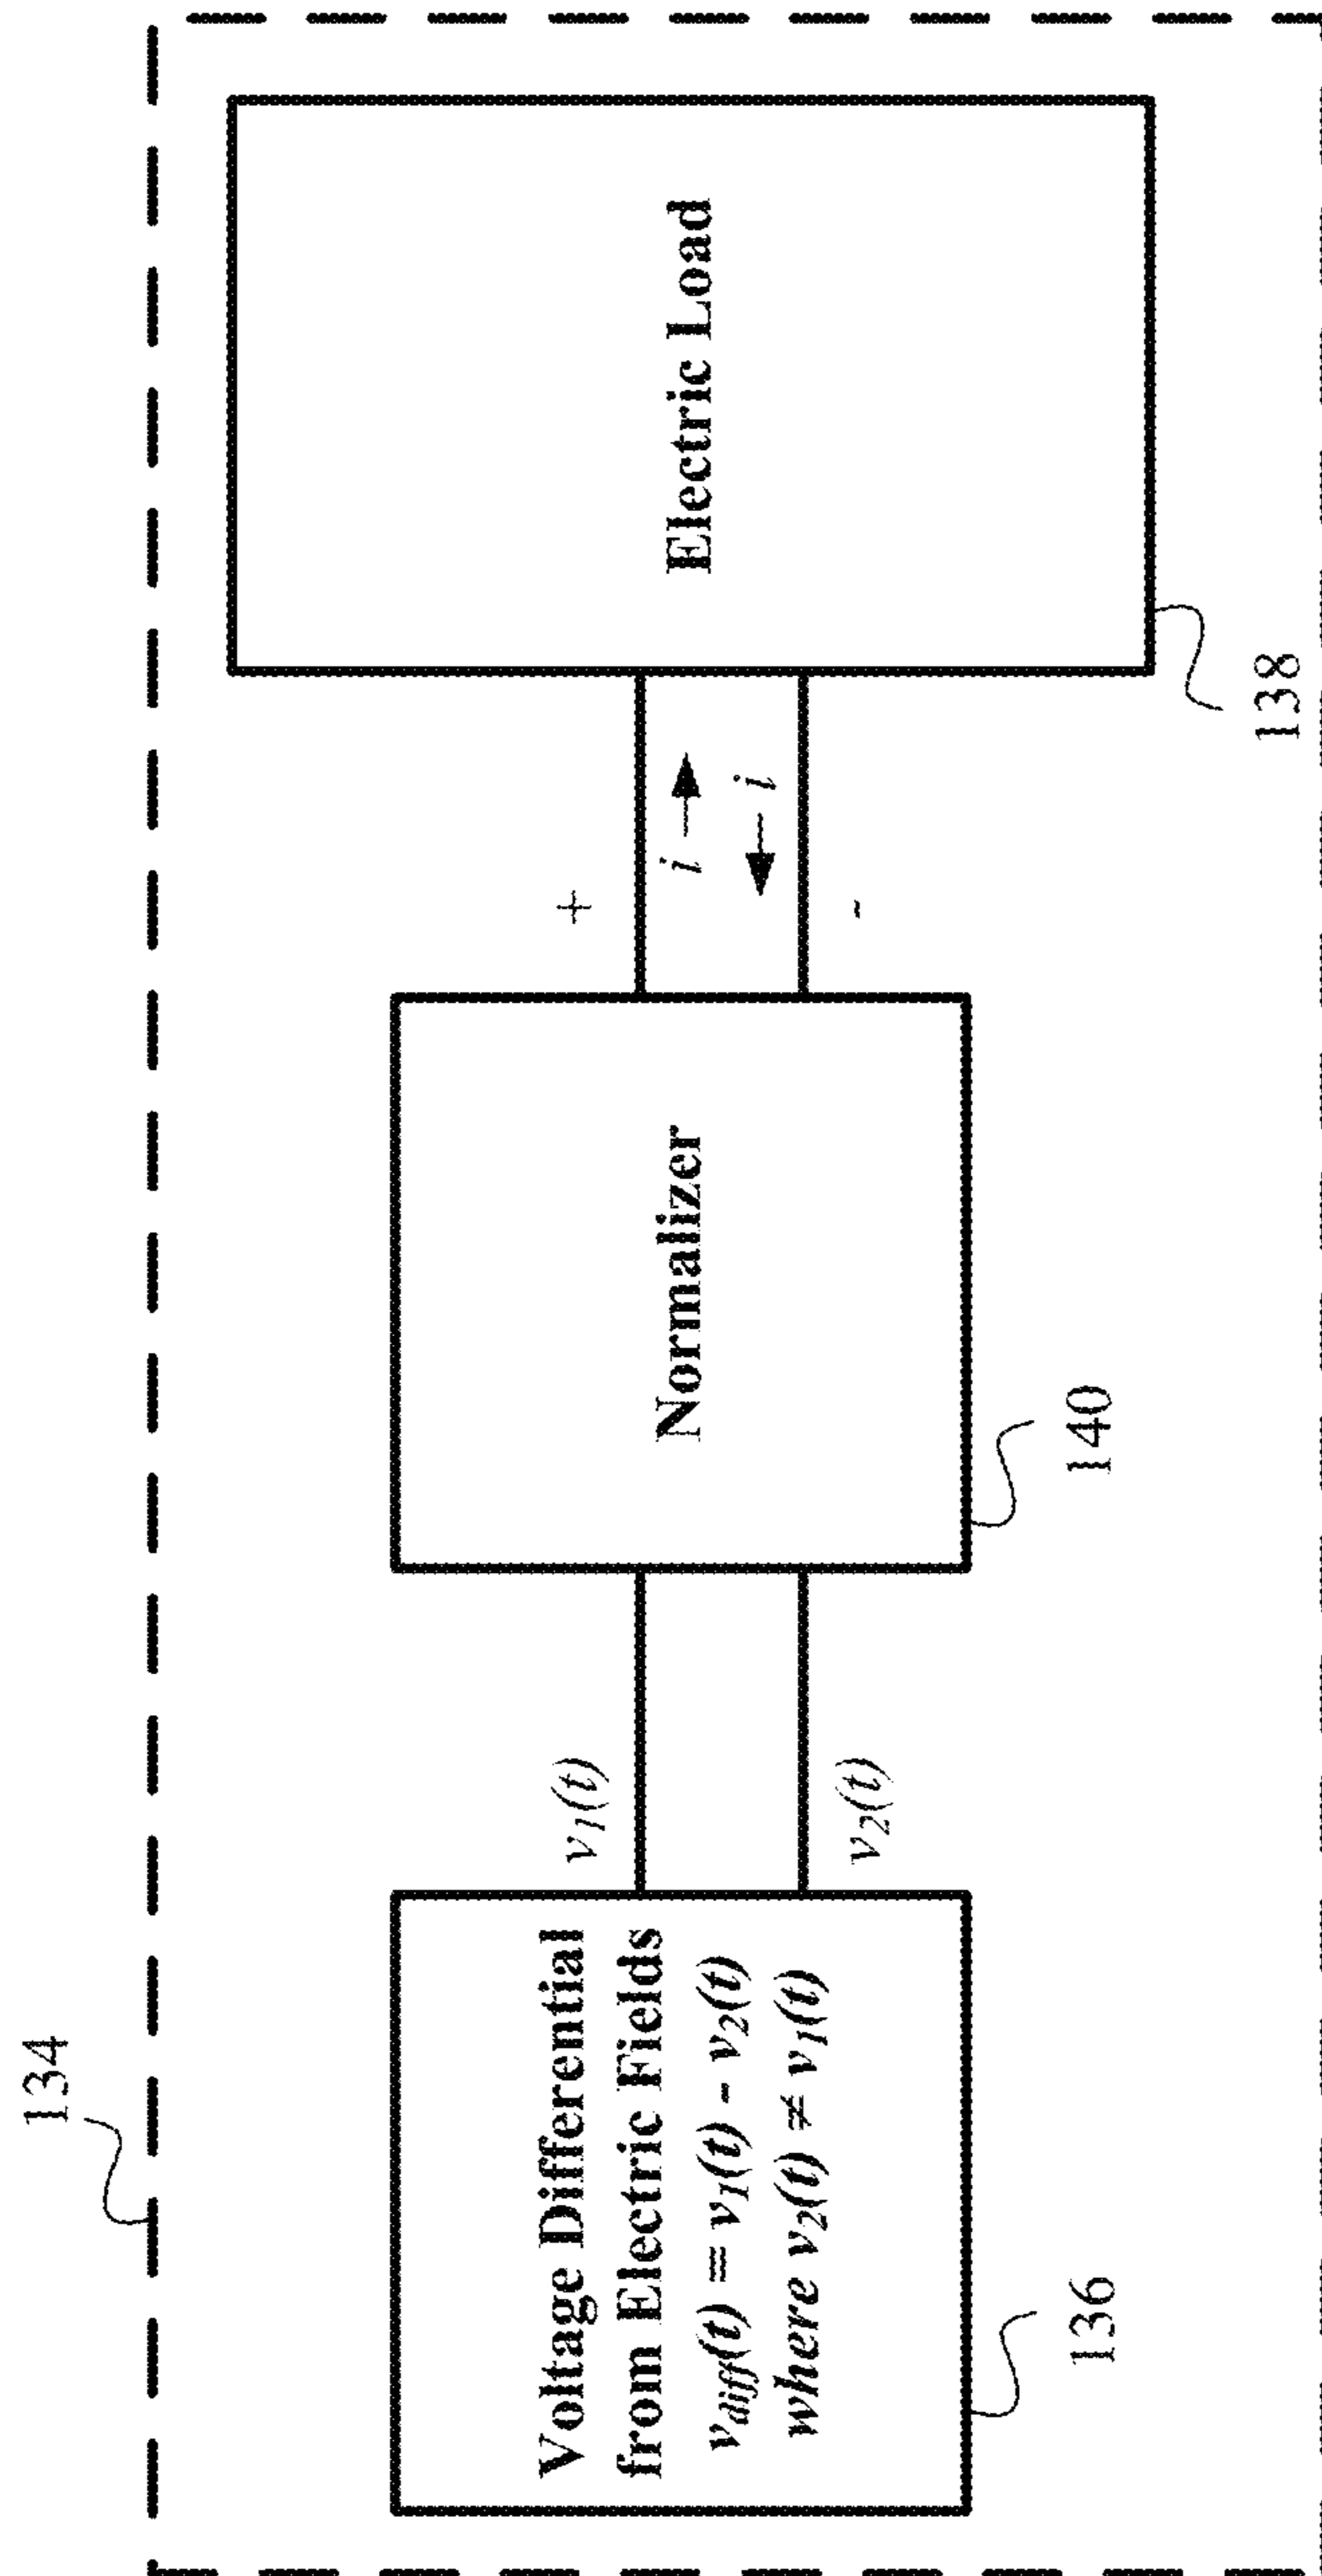 134
Voltage Differential
from Electric Fields
v_diff(t) = v_1(t) - v_2(t)
where v_2(t) ≠ v_1(t)
136
v_1(t)
v_2(t)
Normalizer
140
+
i
i
-
Electric Load
138